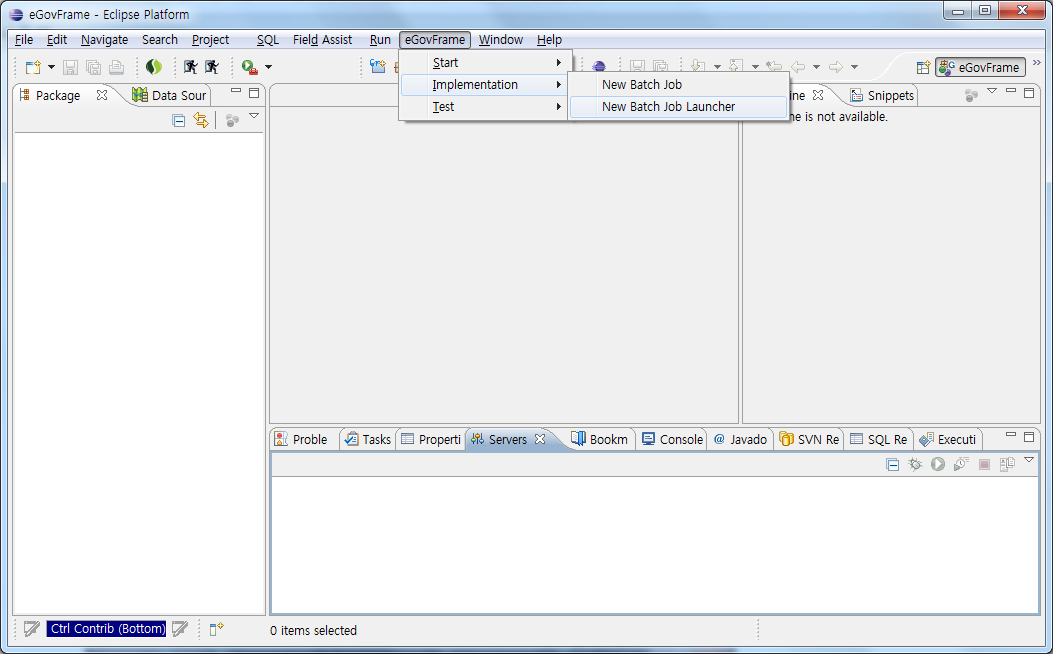 eGovFrame - Eclipse Platform
File Edit Navigate Search Project SQL Field Assist Run eGovFrame Window Help
Start
Implementation
Test
New Batch Job
New Batch Job Launcher
eGovFrame
Package
Data Sour
ine
Snippets
ne is not available.
Proble
Tasks
Properti
Servers
Bookm
Console
@ Javado
SVN Re
SQL Re
Executi
Ctrl Contrib (Bottom)
0 items selected